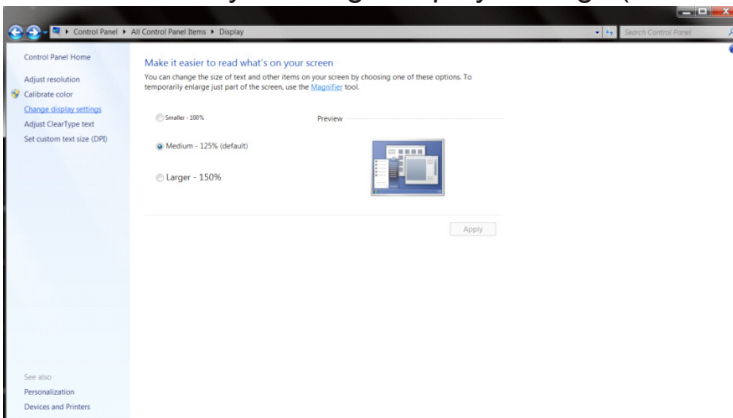 Control Panel ▸ All Control Panel Items ▸ Display
Search Control Panel
Control Panel Home
Adjust resolution
Calibrate color
Change display settings
Adjust ClearType text
Set custom text size (DPI)
Make it easier to read what's on your screen
You can change the size of text and other items on your screen by choosing one of these options. To
temporarily enlarge just part of the screen, use the Magnifier tool.
Smaller - 100%
Preview
Medium - 125% (default)
Larger - 150%
Apply
See also
Personalization
Devices and Printers